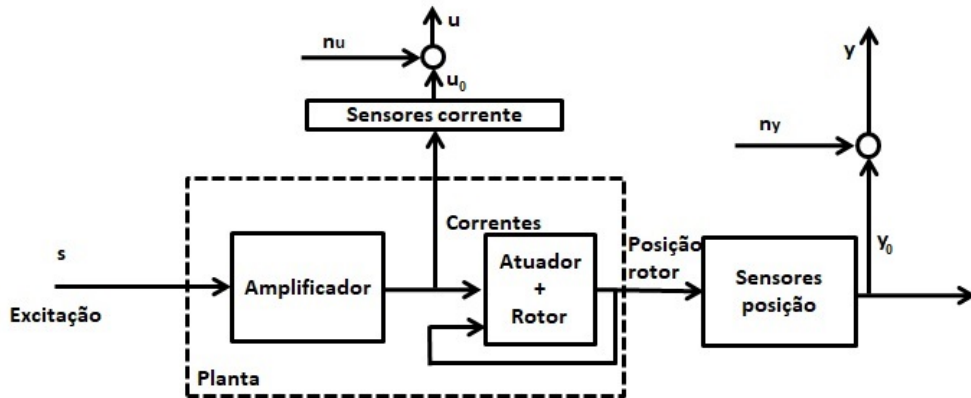 u
nu
u₀
Sensores corrente
y
ny
Correntes
Posição
rotor
y₀
s
Excitação
Amplificador
Atuador
+
Rotor
Sensores
posição
Planta